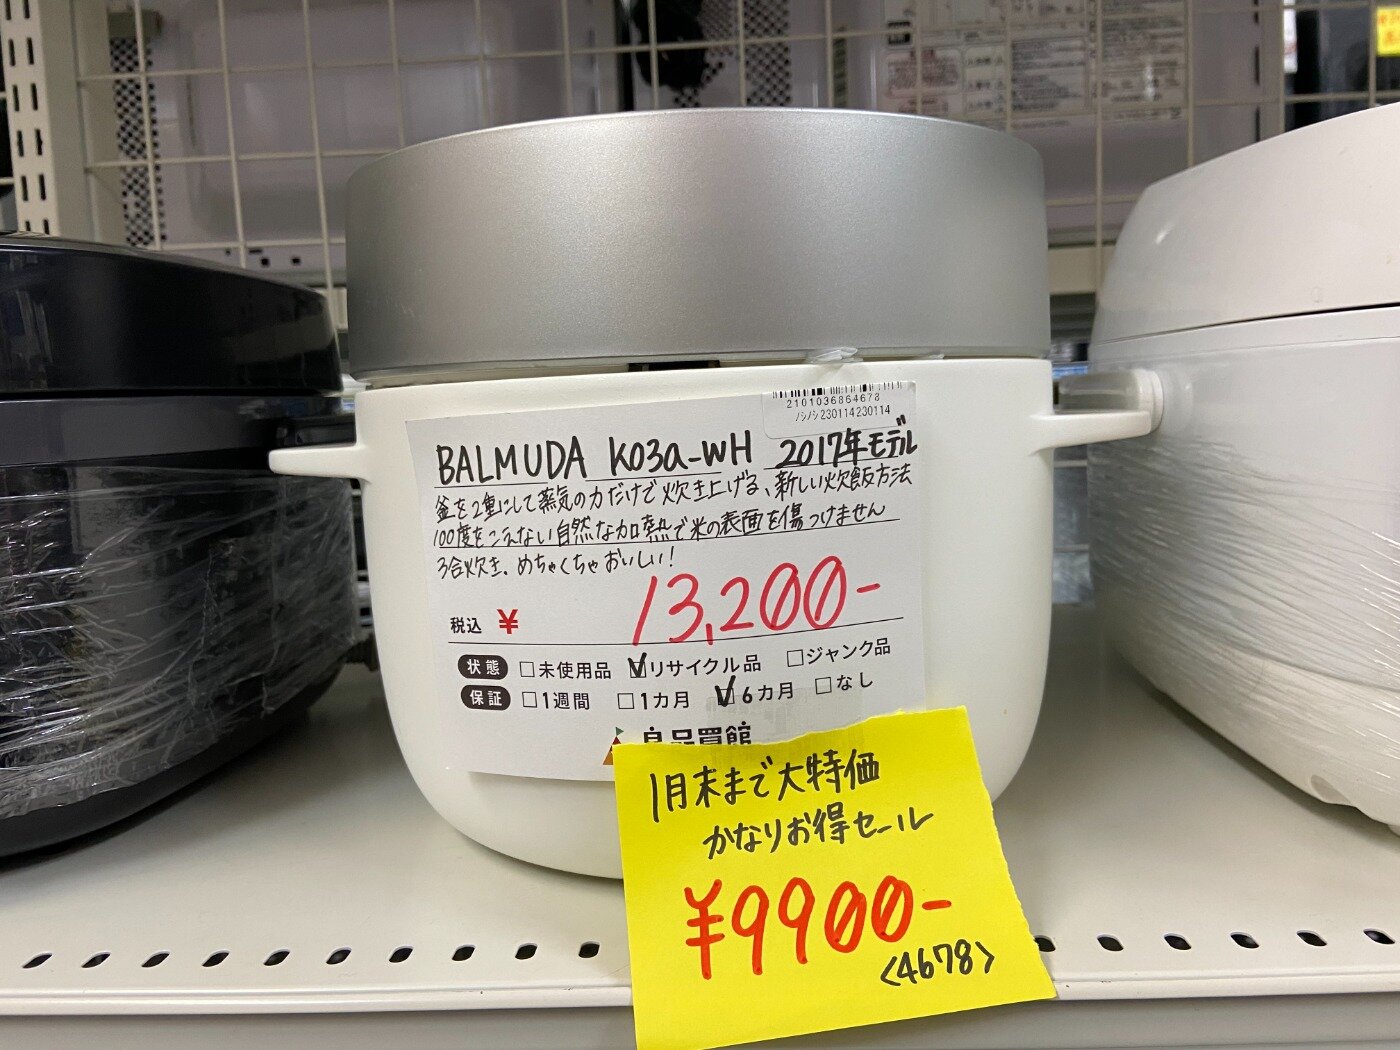 2101036864678
ノシノシ230114230114
BALMUDA K03a-WH 2017年モデル
釜を2重にして蒸気の力だけで炊き上げる、新しい炊飯方法
100度をこえない自然な加熱で米の表面を傷つけません
3合炊き。めちゃくちゃおいしい!
税込 ¥ 13,200-
状態 □未使用品 ☑リサイクル品 □ジャンク品
保証 □1週間 □1カ月 ☑6カ月 □なし
良品買館
1月末まで大特価
かなりお得セール
¥9900-
<4678>